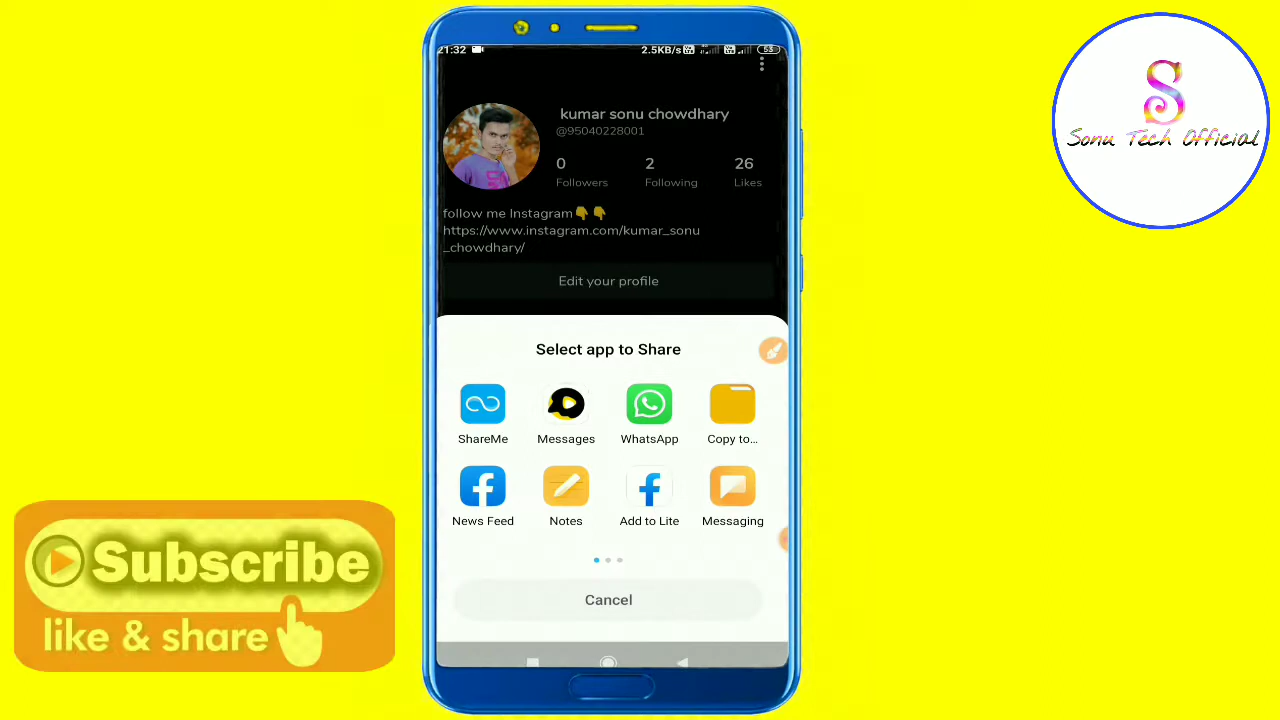 21:32
2.5KB/s
53
kumar sonu chowdhary
@95040228001
0 2 26
Followers Following Likes
follow me Instagram👇👇
https://www.instagram.com/kumar_sonu
_chowdhary/
Edit your profile
Select app to Share
ShareMe Messages WhatsApp Copy to...
News Feed Notes Add to Lite Messaging
Cancel
S
Sonu Tech Official
Subscribe
like & share